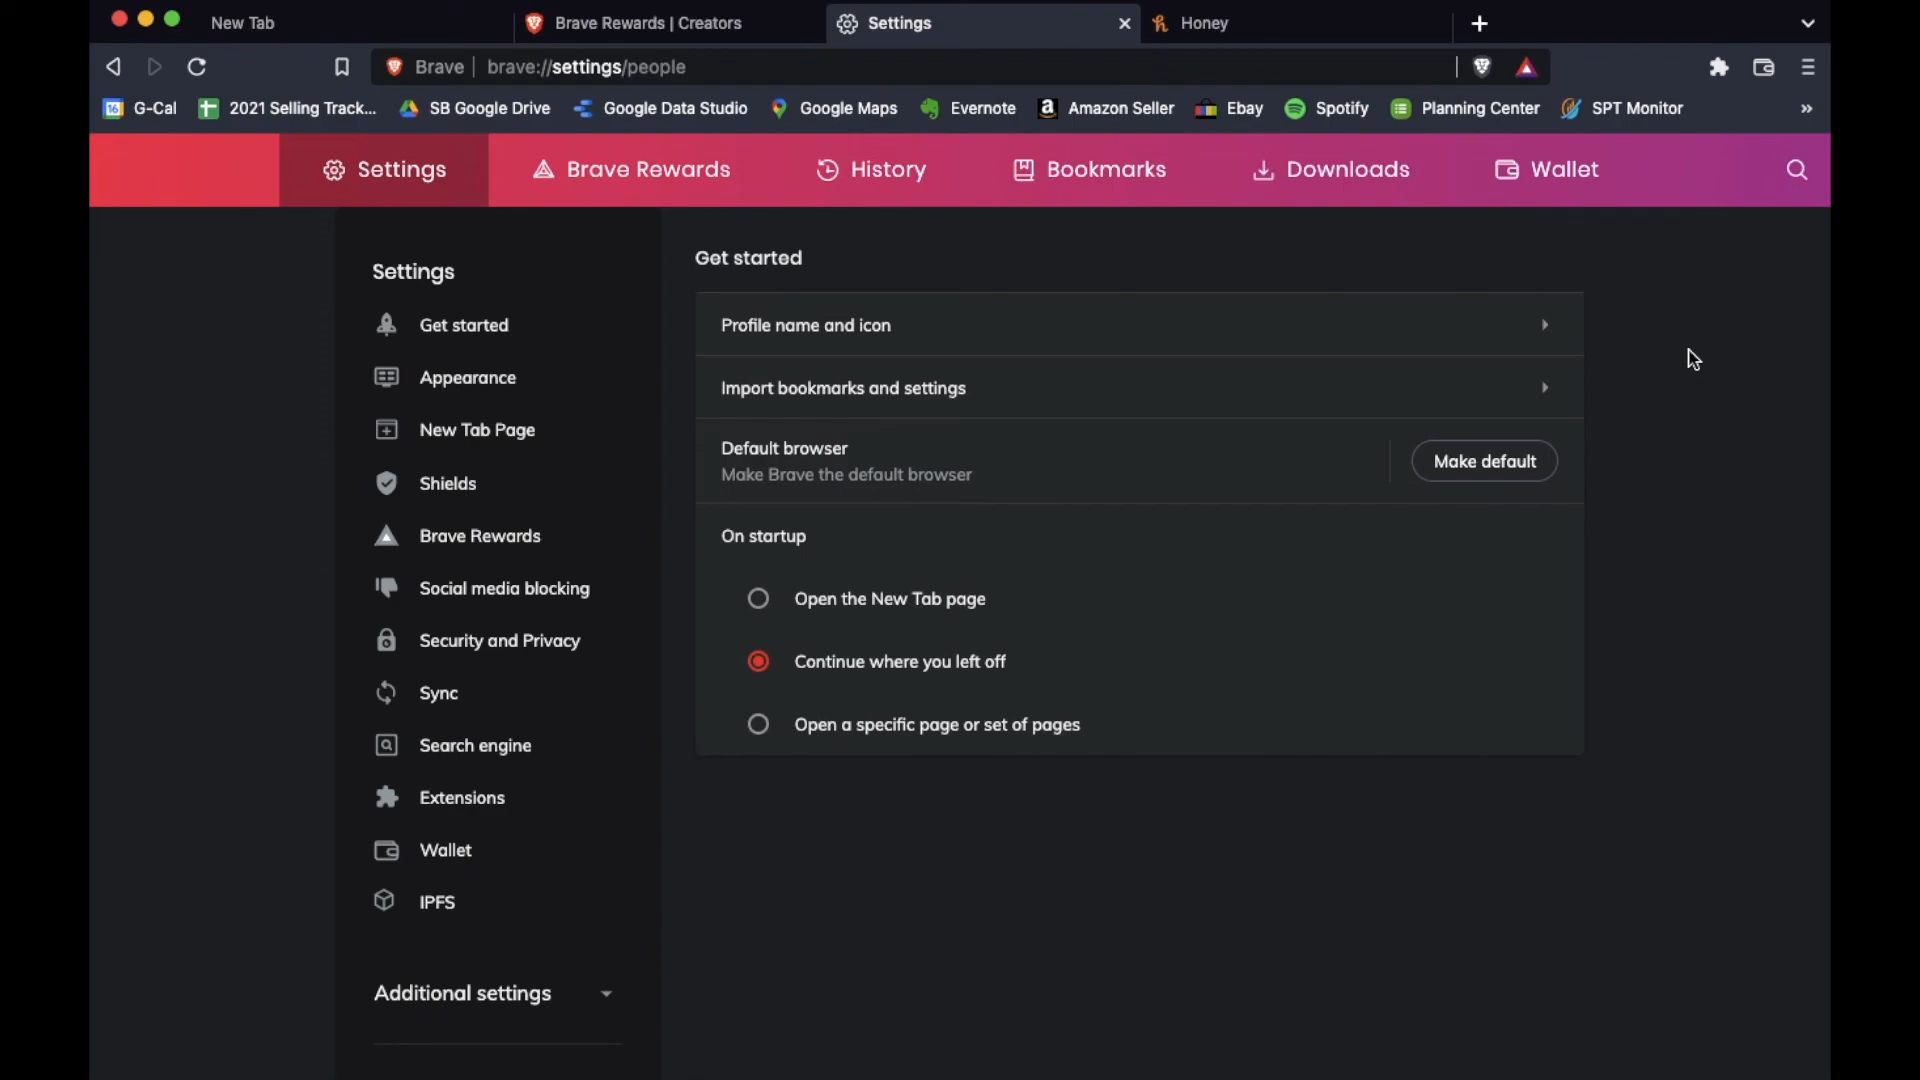 New Tab
Brave Rewards | Creators
Settings
Honey
Brave
brave://settings/people
16 G-Cal
2021 Selling Track...
SB Google Drive
Google Data Studio
Google Maps
Evernote
a Amazon Seller
Ebay
Spotify
Planning Center
SPT Monitor
»
Settings
Brave Rewards
History
Bookmarks
Downloads
Wallet
Settings
Get started
Appearance
New Tab Page
Shields
Brave Rewards
Social media blocking
Security and Privacy
Sync
Search engine
Extensions
Wallet
IPFS
Additional settings
Get started
Profile name and icon
Import bookmarks and settings
Default browser
Make Brave the default browser
Make default
On startup
Open the New Tab page
Continue where you left off
Open a specific page or set of pages